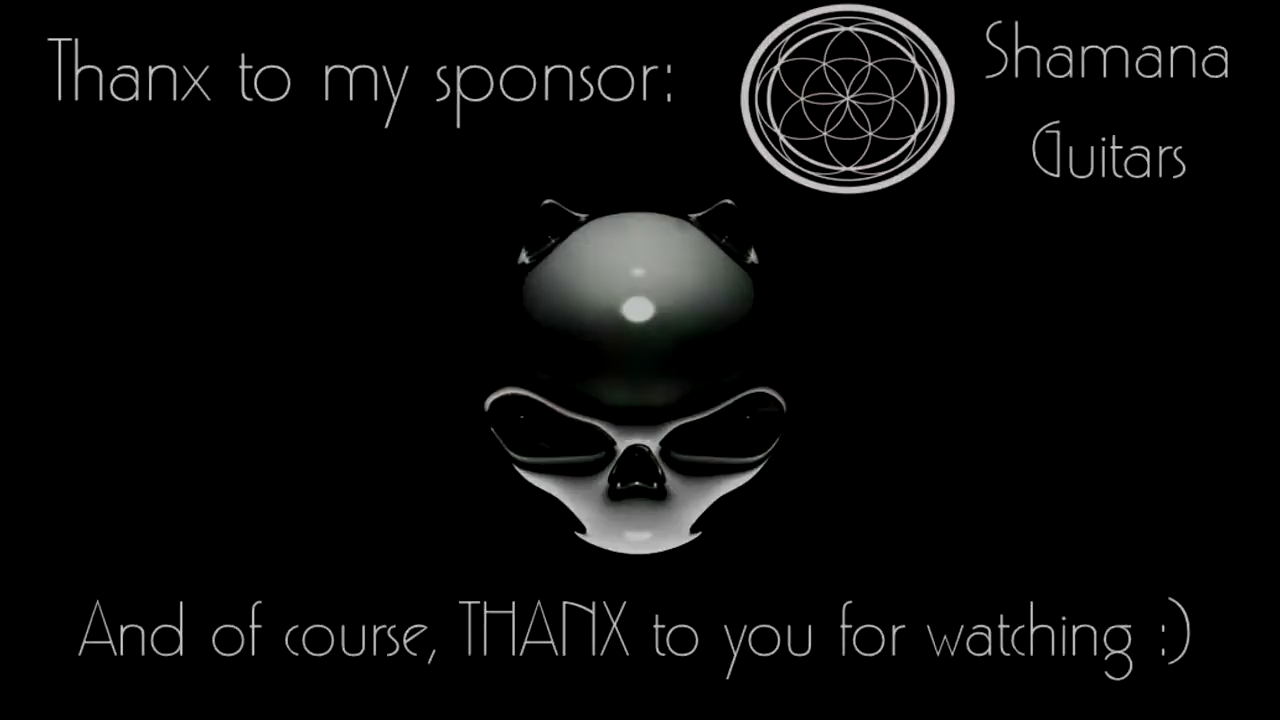 Thanx to my sponsor:
Shamana
Guitars
And of course, THANX to you for watching :)